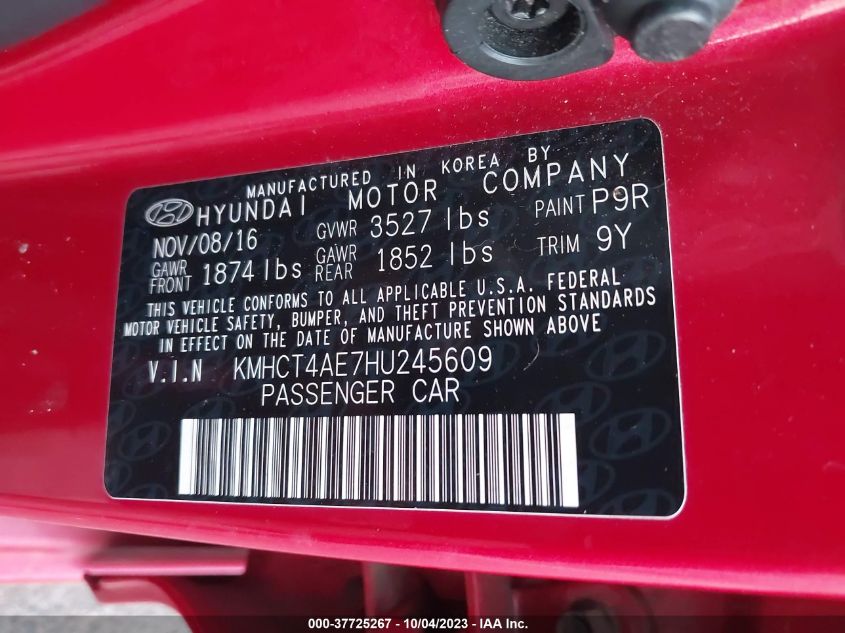 MANUFACTURED IN KOREA BY
HYUNDAI MOTOR COMPANY
NOV/08/16 GVWR 3527 lbs PAINT P9R
GAWR FRONT 1874 lbs GAWR REAR 1852 lbs TRIM 9Y
THIS VEHICLE CONFORMS TO ALL APPLICABLE U.S.A. FEDERAL
MOTOR VEHICLE SAFETY, BUMPER, AND THEFT PREVENTION STANDARDS
IN EFFECT ON THE DATE OF MANUFACTURE SHOWN ABOVE
V.I.N KMHCT4AE7HU245609
PASSENGER CAR
000-37725267 - 10/04/2023 - IAA, Inc.